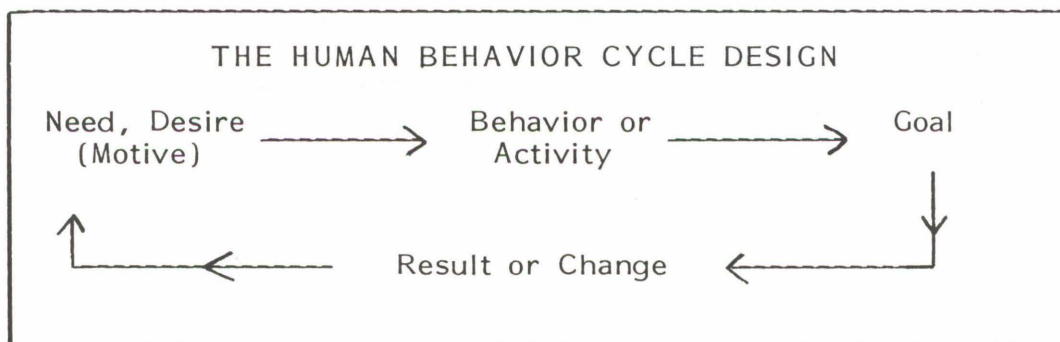 THE HUMAN BEHAVIOR CYCLE DESIGN
Need, Desire
(Motive)
Behavior or
Activity
Goal
Result or Change